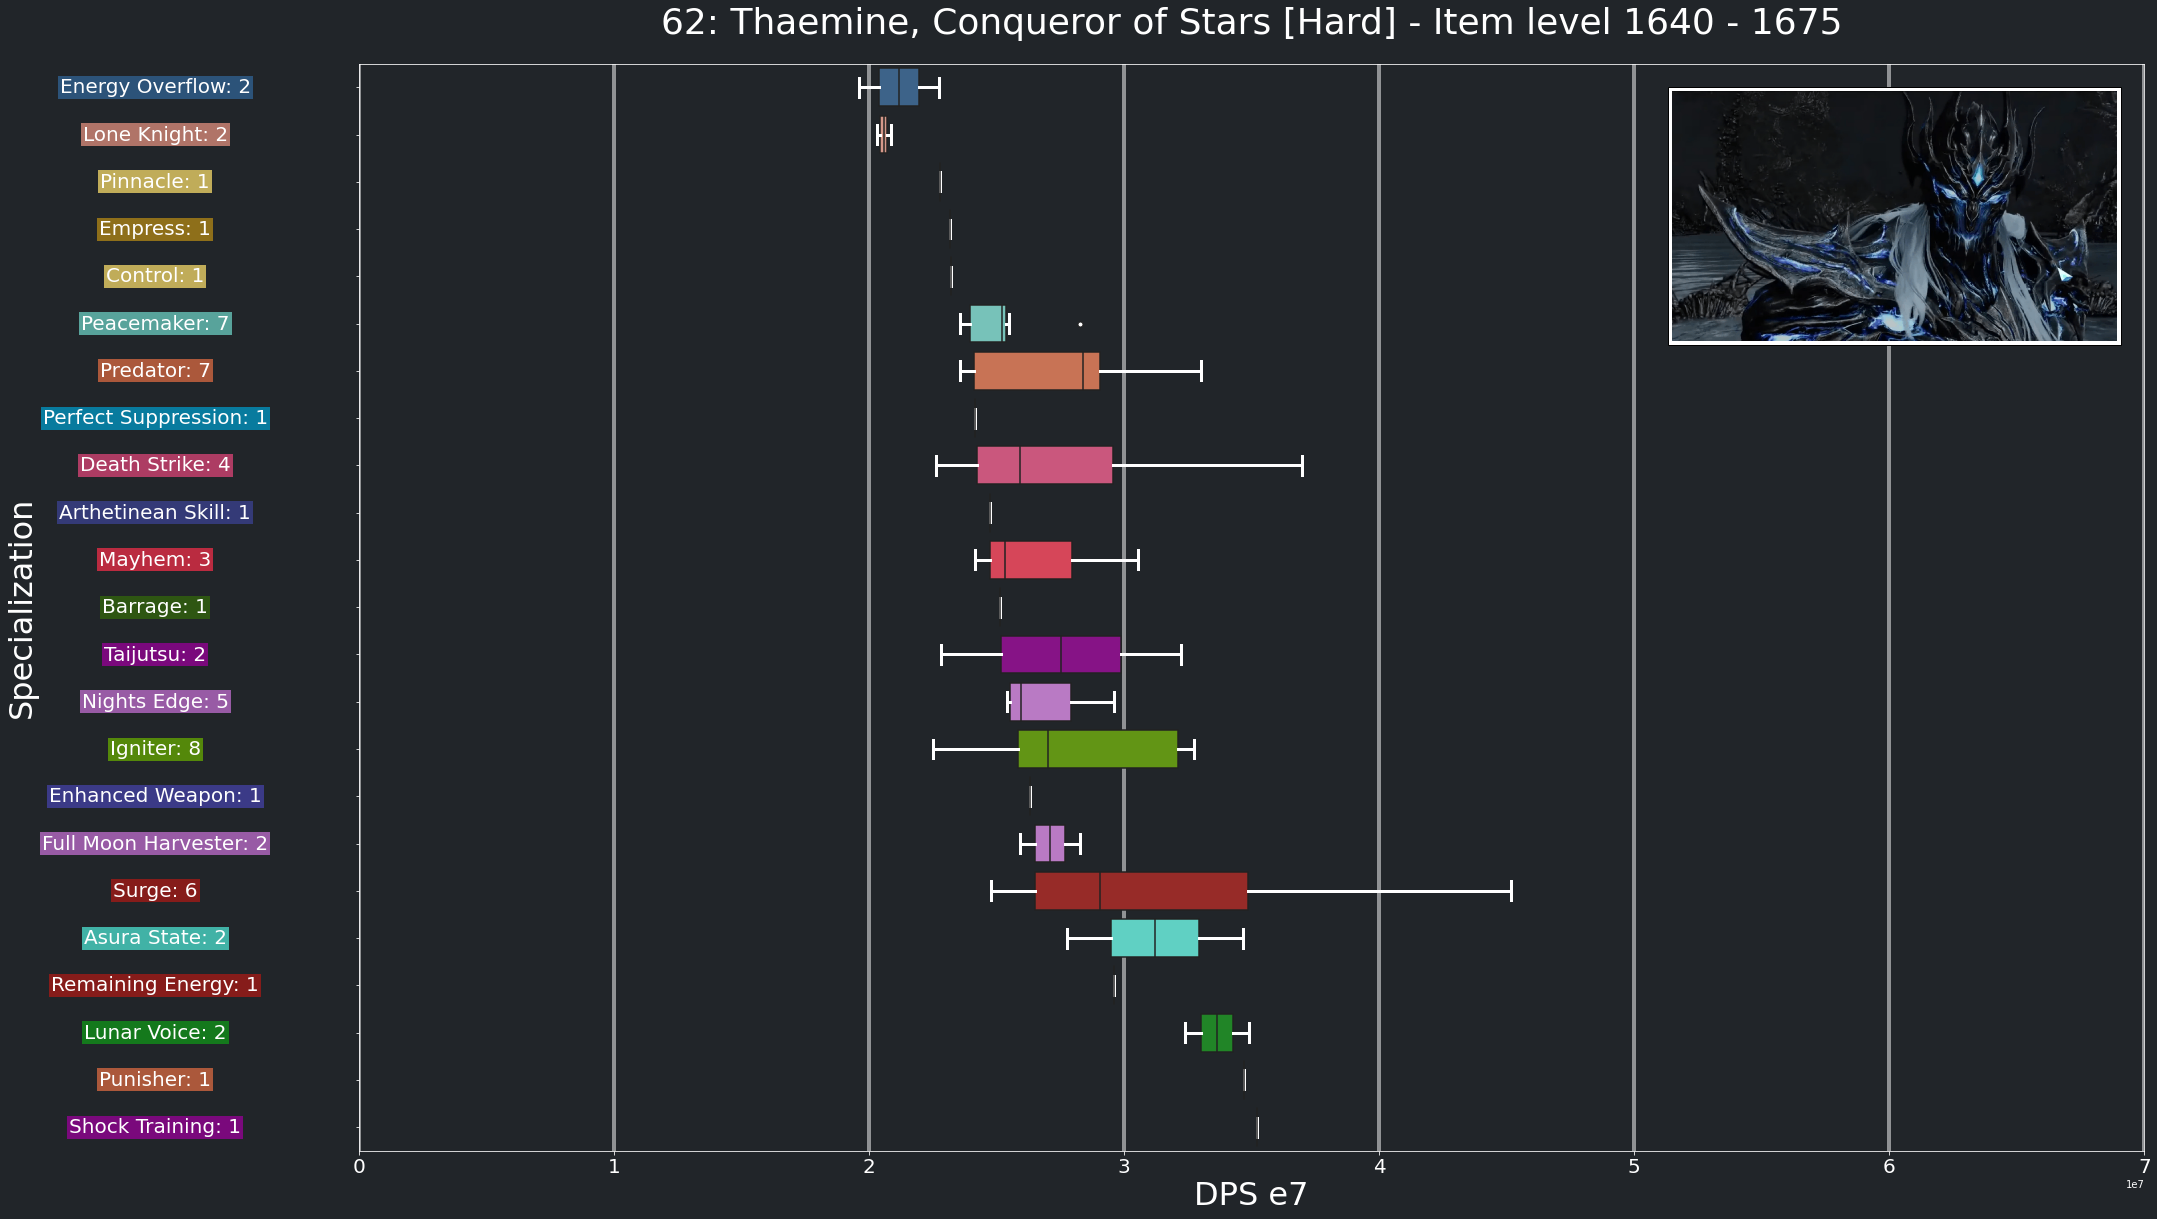 62: Thaemine, Conqueror of Stars [Hard] - Item level 1640 - 1675
Energy Overflow: 2
Lone Knight: 2
Pinnacle: 1
Empress: 1
Control: 1
Peacemaker: 7
Predator: 7
Perfect Suppression: 1
Death Strike: 4
Arthetinean Skill: 1
Mayhem: 3
Barrage: 1
Taijutsu: 2
Nights Edge: 5
Igniter: 8
Enhanced Weapon: 1
Full Moon Harvester: 2
Surge: 6
Asura State: 2
Remaining Energy: 1
Lunar Voice: 2
Punisher: 1
Shock Training: 1
Specialization
0 1 2 3 4 5 6 7
1e7
DPS e7